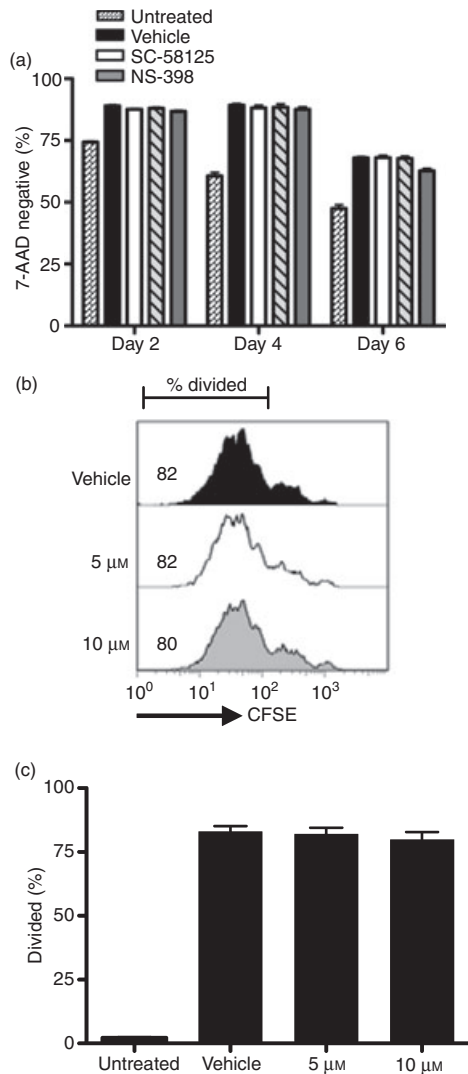 Untreated
Vehicle
SC-58125
NS-398
(a)
100
75
50
25
0
7-AAD negative (%)
Day 2 Day 4 Day 6
(b)
% divided
Vehicle 82
5 μM 82
10 μM 80
10⁰ 10¹ 10² 10³
CFSE
(c)
100
75
50
25
0
Divided (%)
Untreated Vehicle 5 μM 10 μM